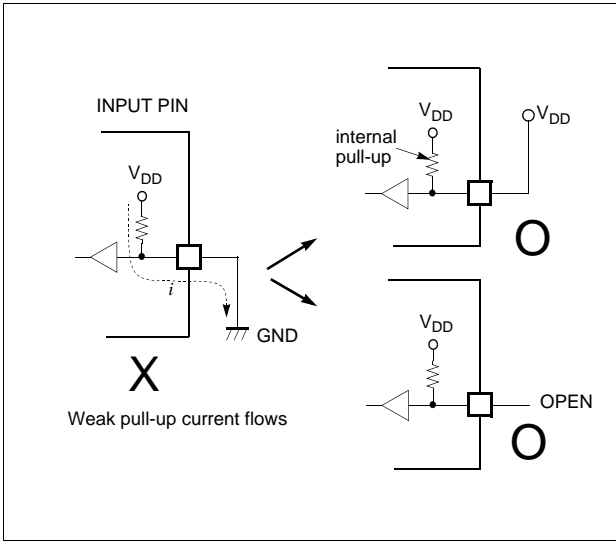 INPUT PIN
VDD
i
GND
X
Weak pull-up current flows
internal
pull-up
VDD
VDD
O
VDD
OPEN
O